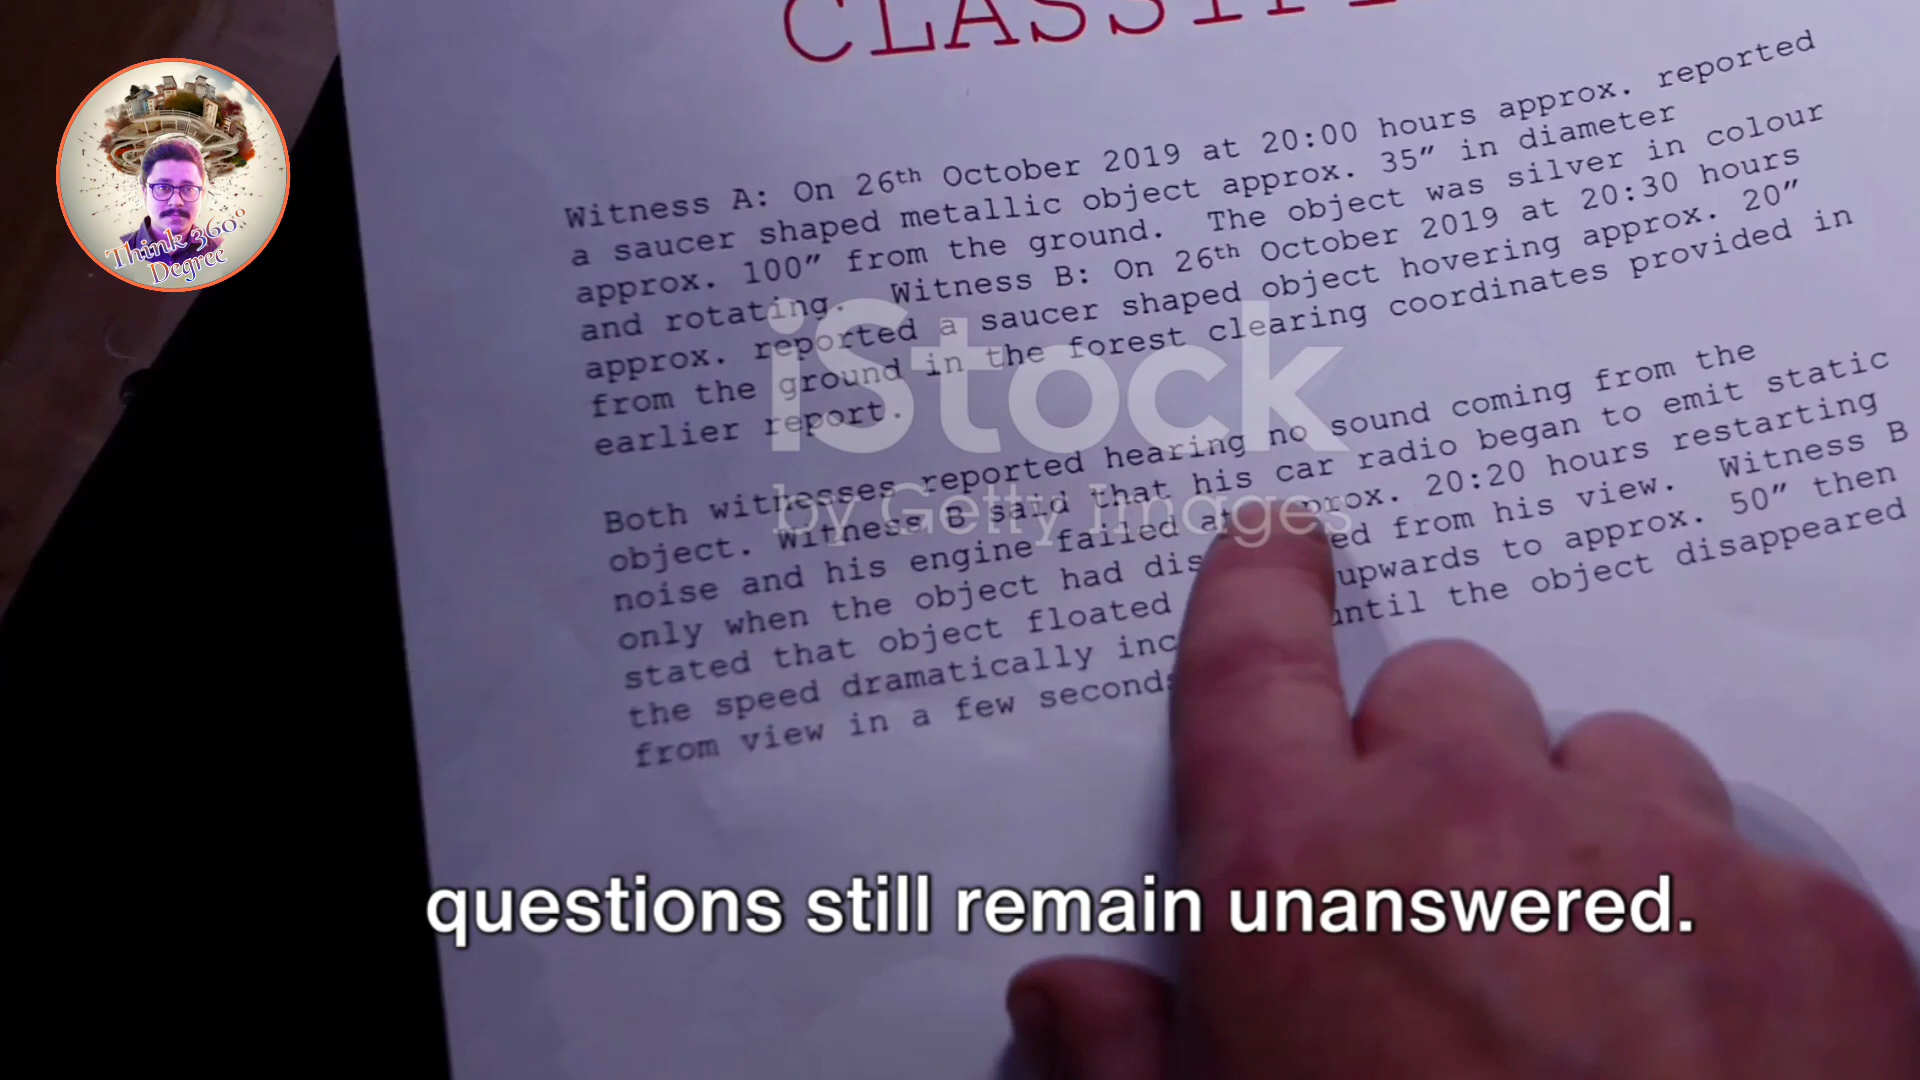 CLASSIFI
Think 360°
Degree
Witness A: On 26th October 2019 at 20:00 hours approx. reported
a saucer shaped metallic object approx. 35” in diameter
approx. 100” from the ground. The object was silver in colour
and rotating. Witness B: On 26th October 2019 at 20:30 hours
approx. reported a saucer shaped object hovering approx. 20”
from the ground in the forest clearing coordinates provided in
earlier report.
iStock
by Getty Images
Both witnesses reported hearing no sound coming from the
object. Witness B said that his car radio began to emit static
noise and his engine failed at prox. 20:20 hours restarting
only when the object had dis ed from his view. Witness B
stated that object floated upwards to approx. 50” then
the speed dramatically inc until the object disappeared
from view in a few seconds
questions still remain unanswered.